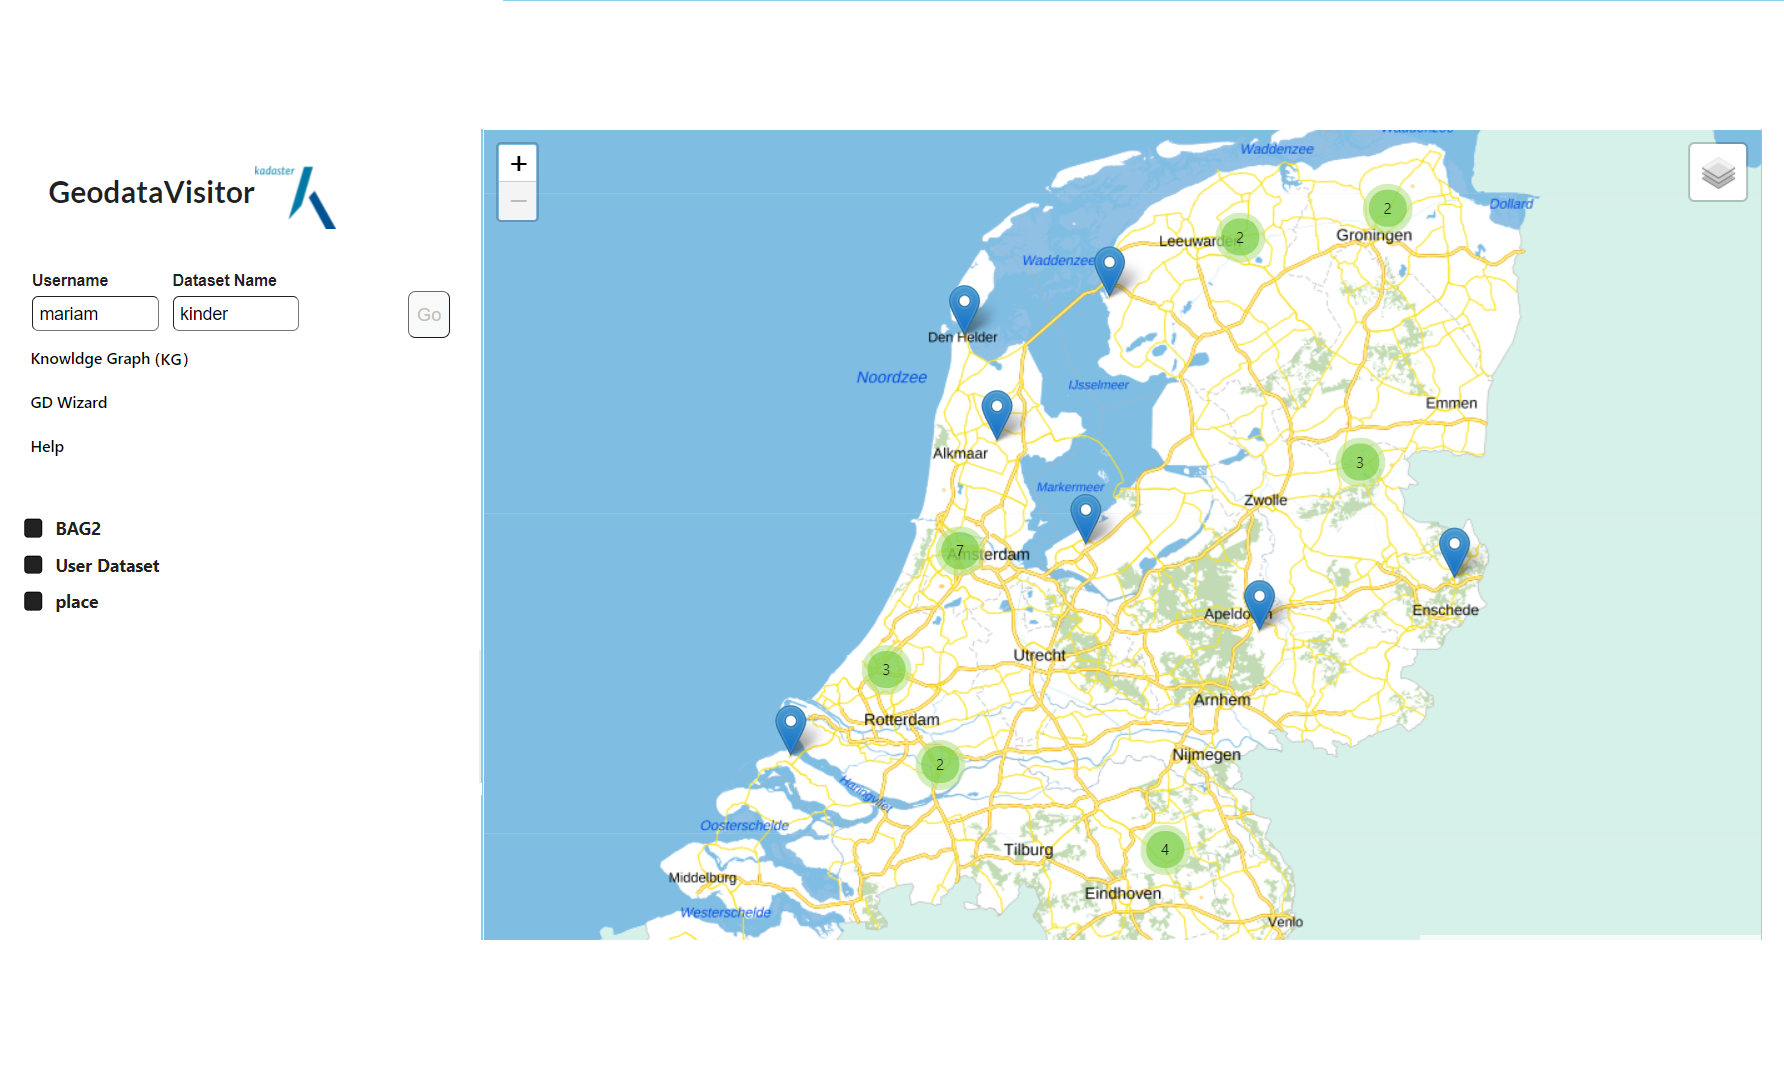 kadaster
GeodataVisitor
Username
Dataset Name
mariam
kinder
Go
Knowldge Graph (KG)
GD Wizard
Help
BAG2
User Dataset
place
+
−
Waddenzee
Waddenzee
Dollard
2
Groningen
Leeuwarden
2
Waddenzee
Den Helder
Noordzee
IJsselmeer
Emmen
Alkmaar
3
Markermeer
Zwolle
7
Amsterdam
Enschede
Apeldoorn
Utrecht
3
Arnhem
Rotterdam
Nijmegen
2
Haringvliet
Oosterschelde
4
Tilburg
Middelburg
Eindhoven
Westerschelde
Venlo